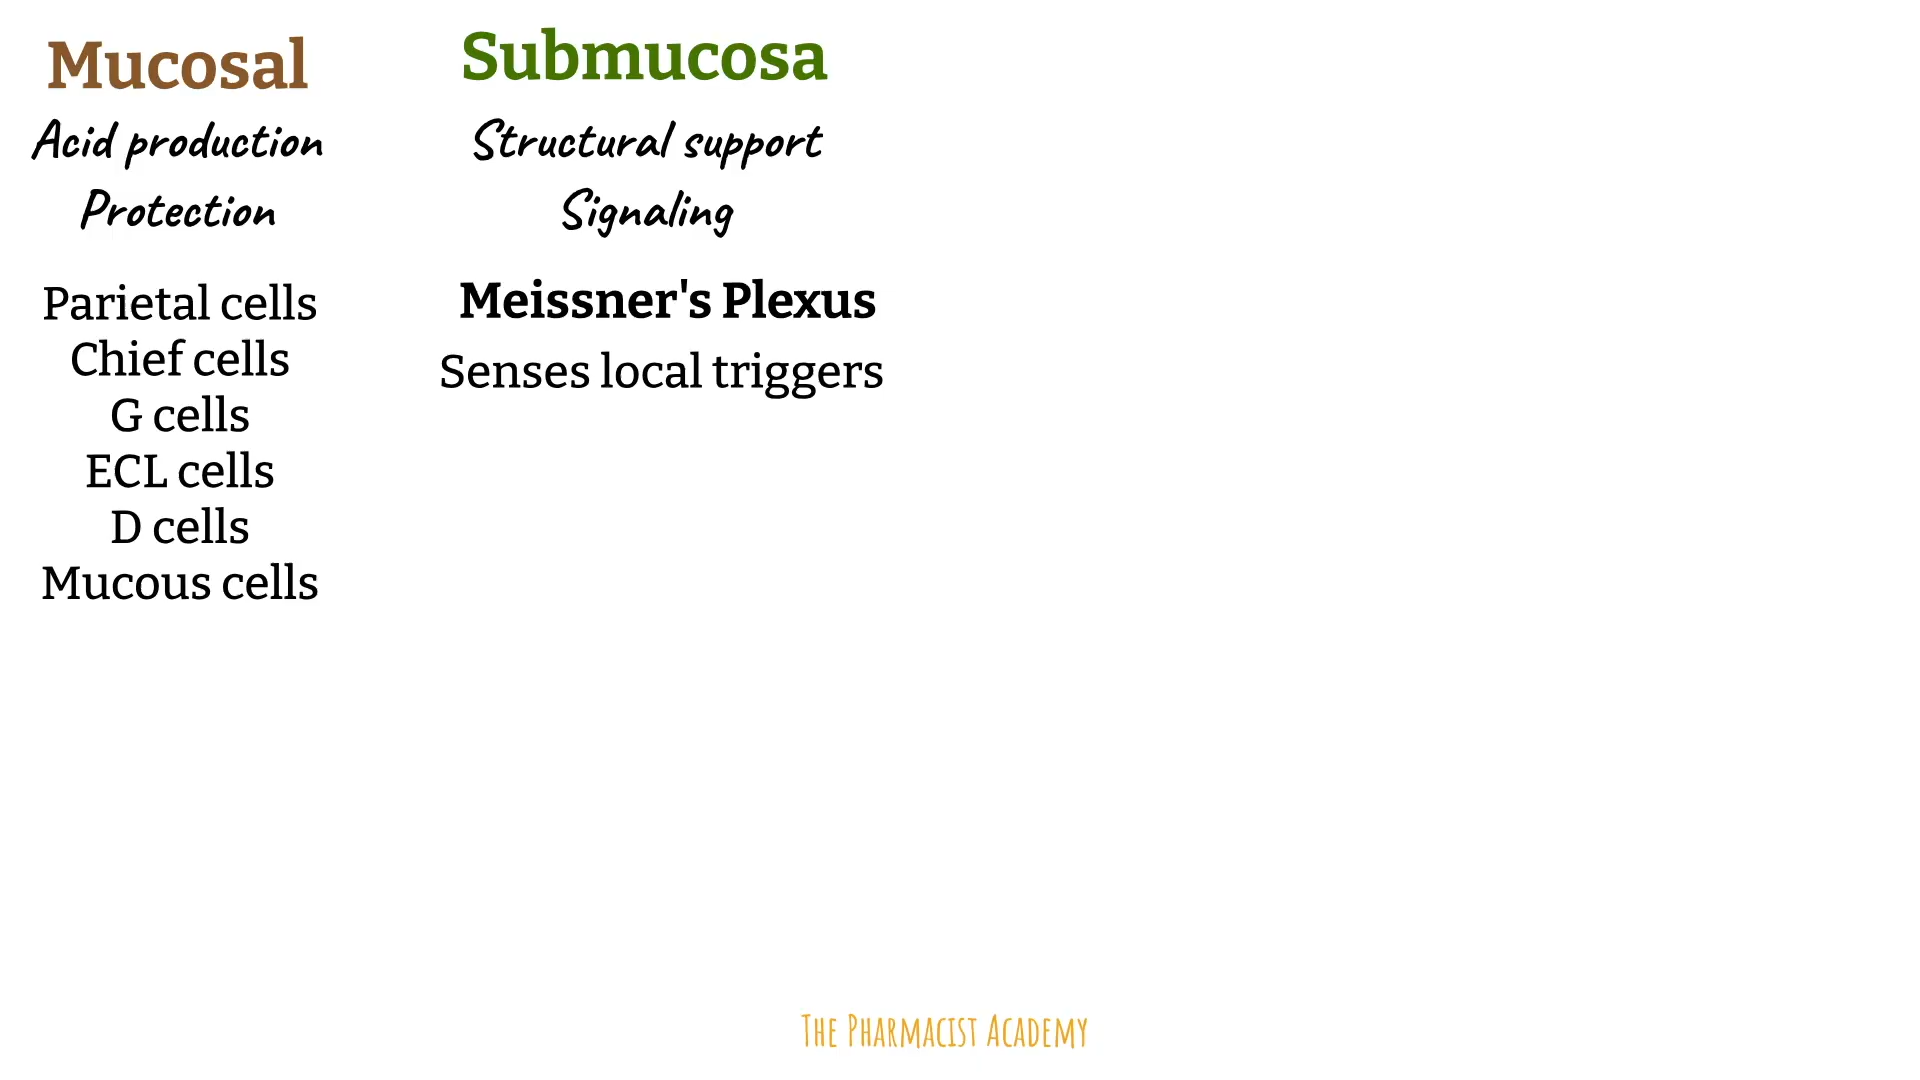 Mucosal
Acid production
Protection
Parietal cells
Chief cells
G cells
ECL cells
D cells
Mucous cells
Submucosa
Structural support
Signaling
Meissner's Plexus
Senses local triggers
The Pharmacist Academy